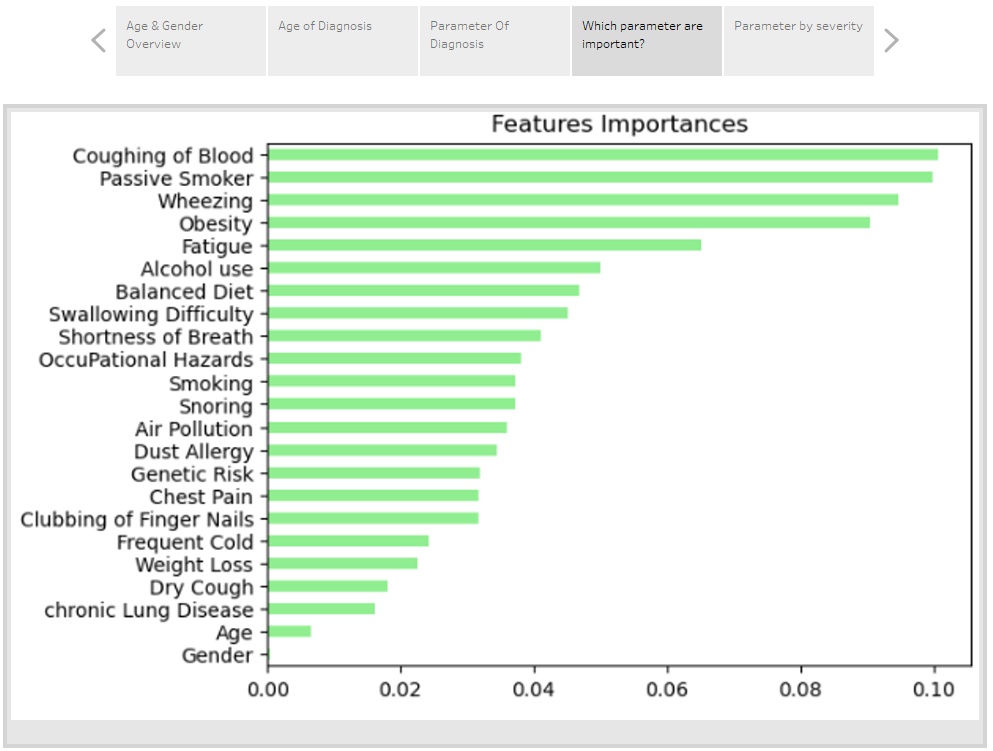 Age & Gender
Overview
Age of Diagnosis
Parameter Of
Diagnosis
Which parameter are
important?
Parameter by severity
Features Importances
Coughing of Blood
Passive Smoker
Wheezing
Obesity
Fatigue
Alcohol use
Balanced Diet
Swallowing Difficulty
Shortness of Breath
OccuPational Hazards
Smoking
Snoring
Air Pollution
Dust Allergy
Genetic Risk
Chest Pain
Clubbing of Finger Nails
Frequent Cold
Weight Loss
Dry Cough
chronic Lung Disease
Age
Gender
0.00 0.02 0.04 0.06 0.08 0.10